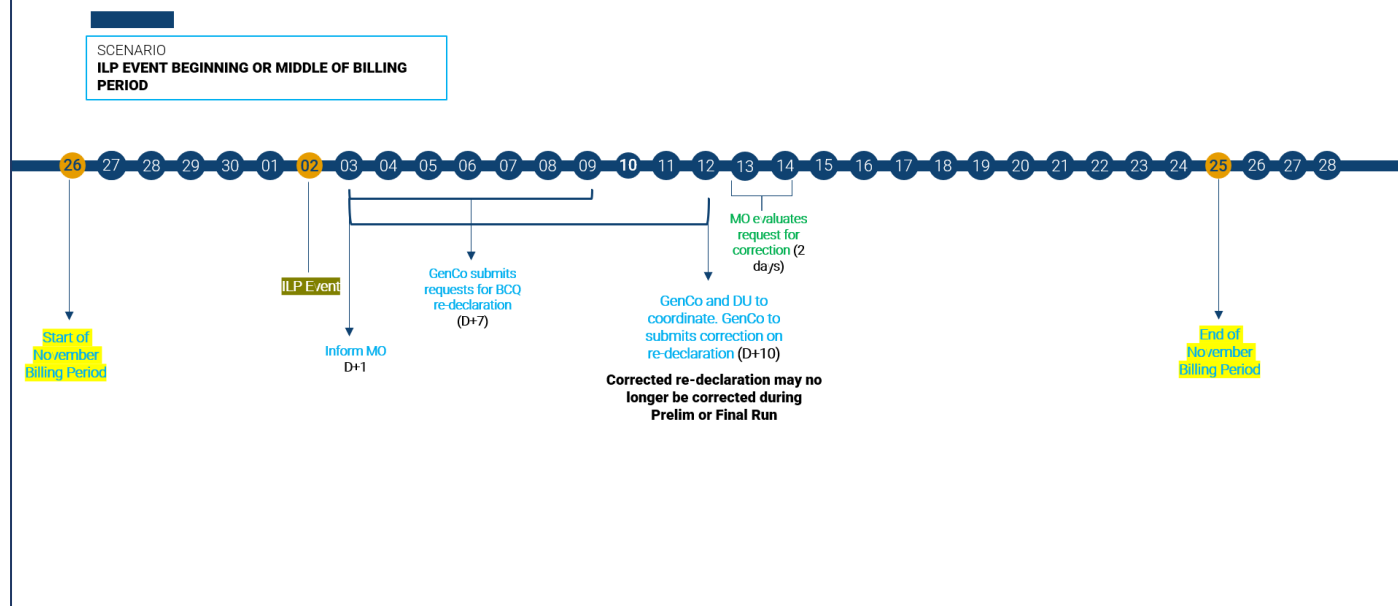 SCENARIO
ILP EVENT BEGINNING OR MIDDLE OF BILLING
PERIOD
26 27 28 29 30 01 02 03 04 05 06 07 08 09 10 11 12 13 14 15 16 17 18 19 20 21 22 23 24 25 26 27 28
MO evaluates
request for
correction (2
days)
GenCo submits
requests for BCQ
re-declaration
(D+7)
ILP Event
GenCo and DU to
coordinate. GenCo to
submits correction on
re-declaration (D+10)
Start of
November
Billing Period
Inform MO
D+1
End of
November
Billing Period
Corrected re-declaration may no
longer be corrected during
Prelim or Final Run